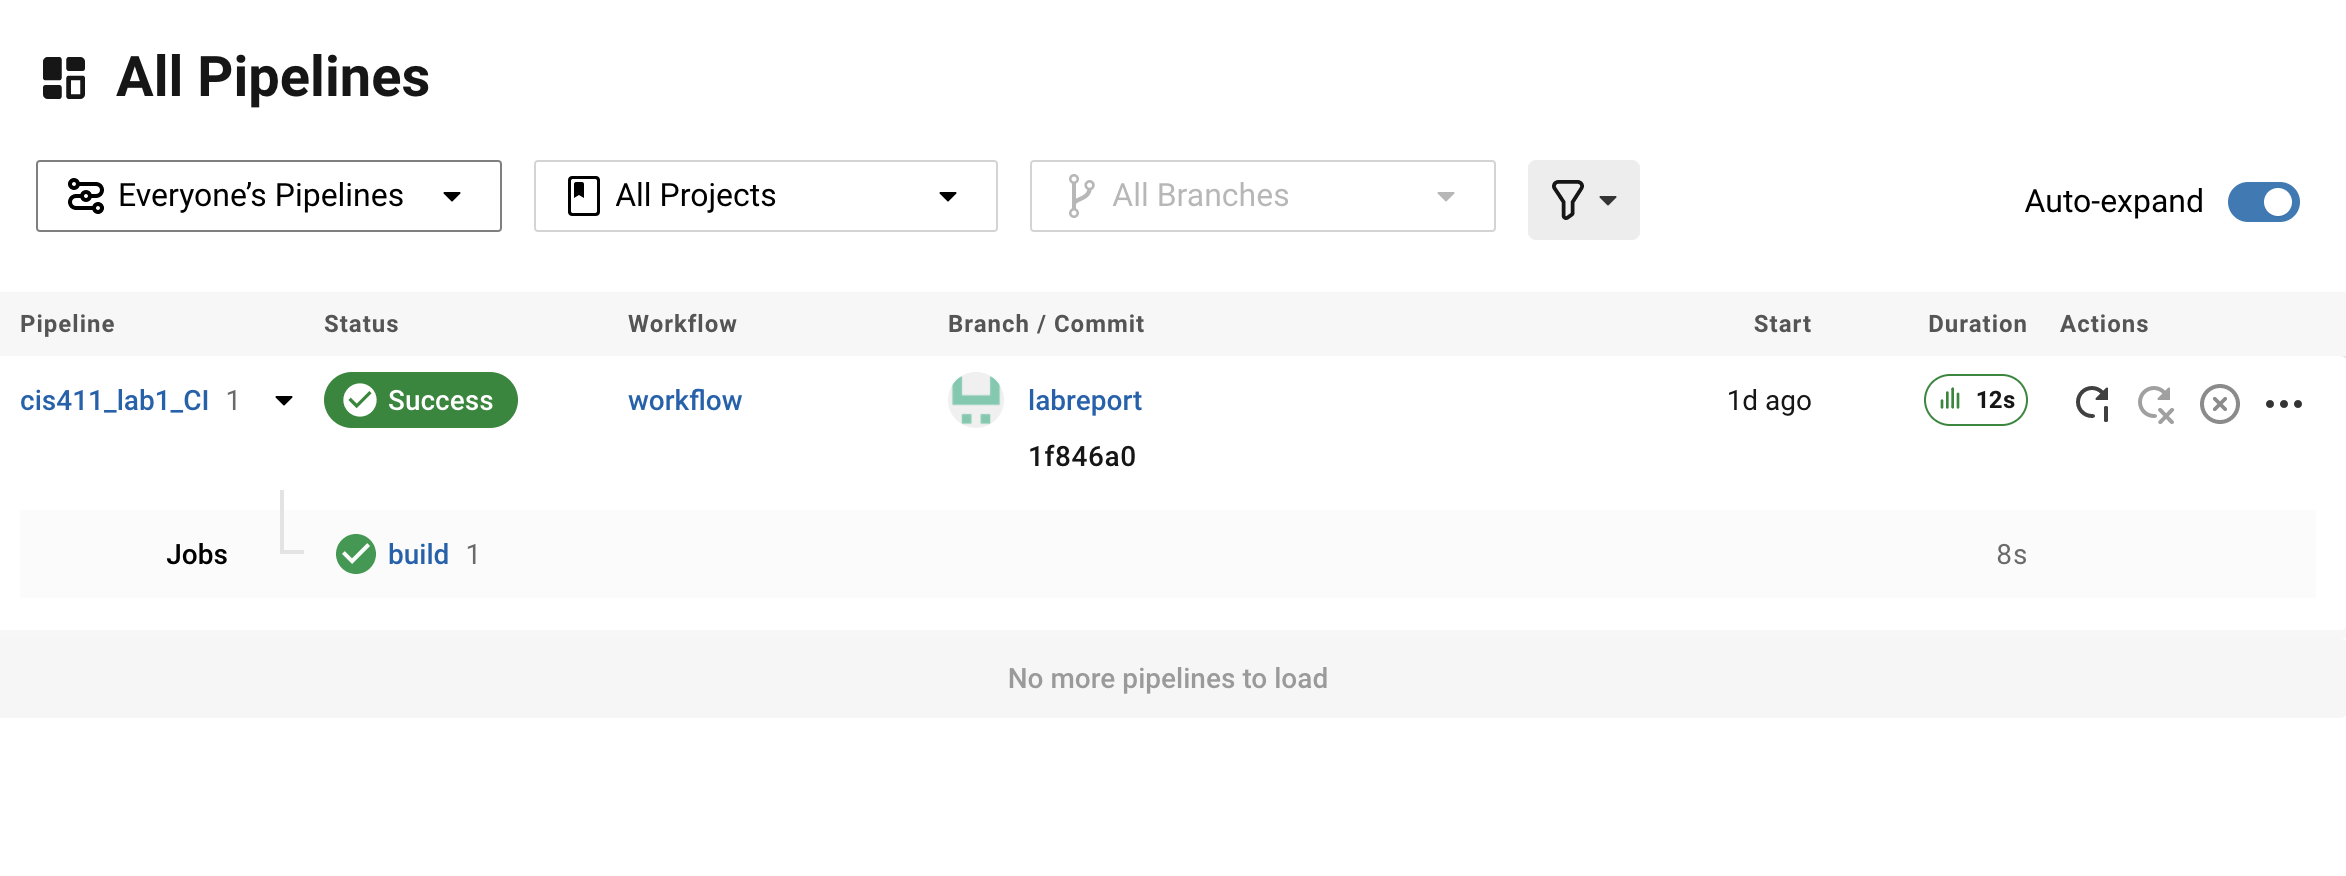 All Pipelines
Everyone’s Pipelines All Projects All Branches Auto-expand
Pipeline Status Workflow Branch / Commit Start Duration Actions
cis411_lab1_CI 1 Success workflow labreport 1d ago 12s
1f846a0
Jobs build 1 8s
No more pipelines to load